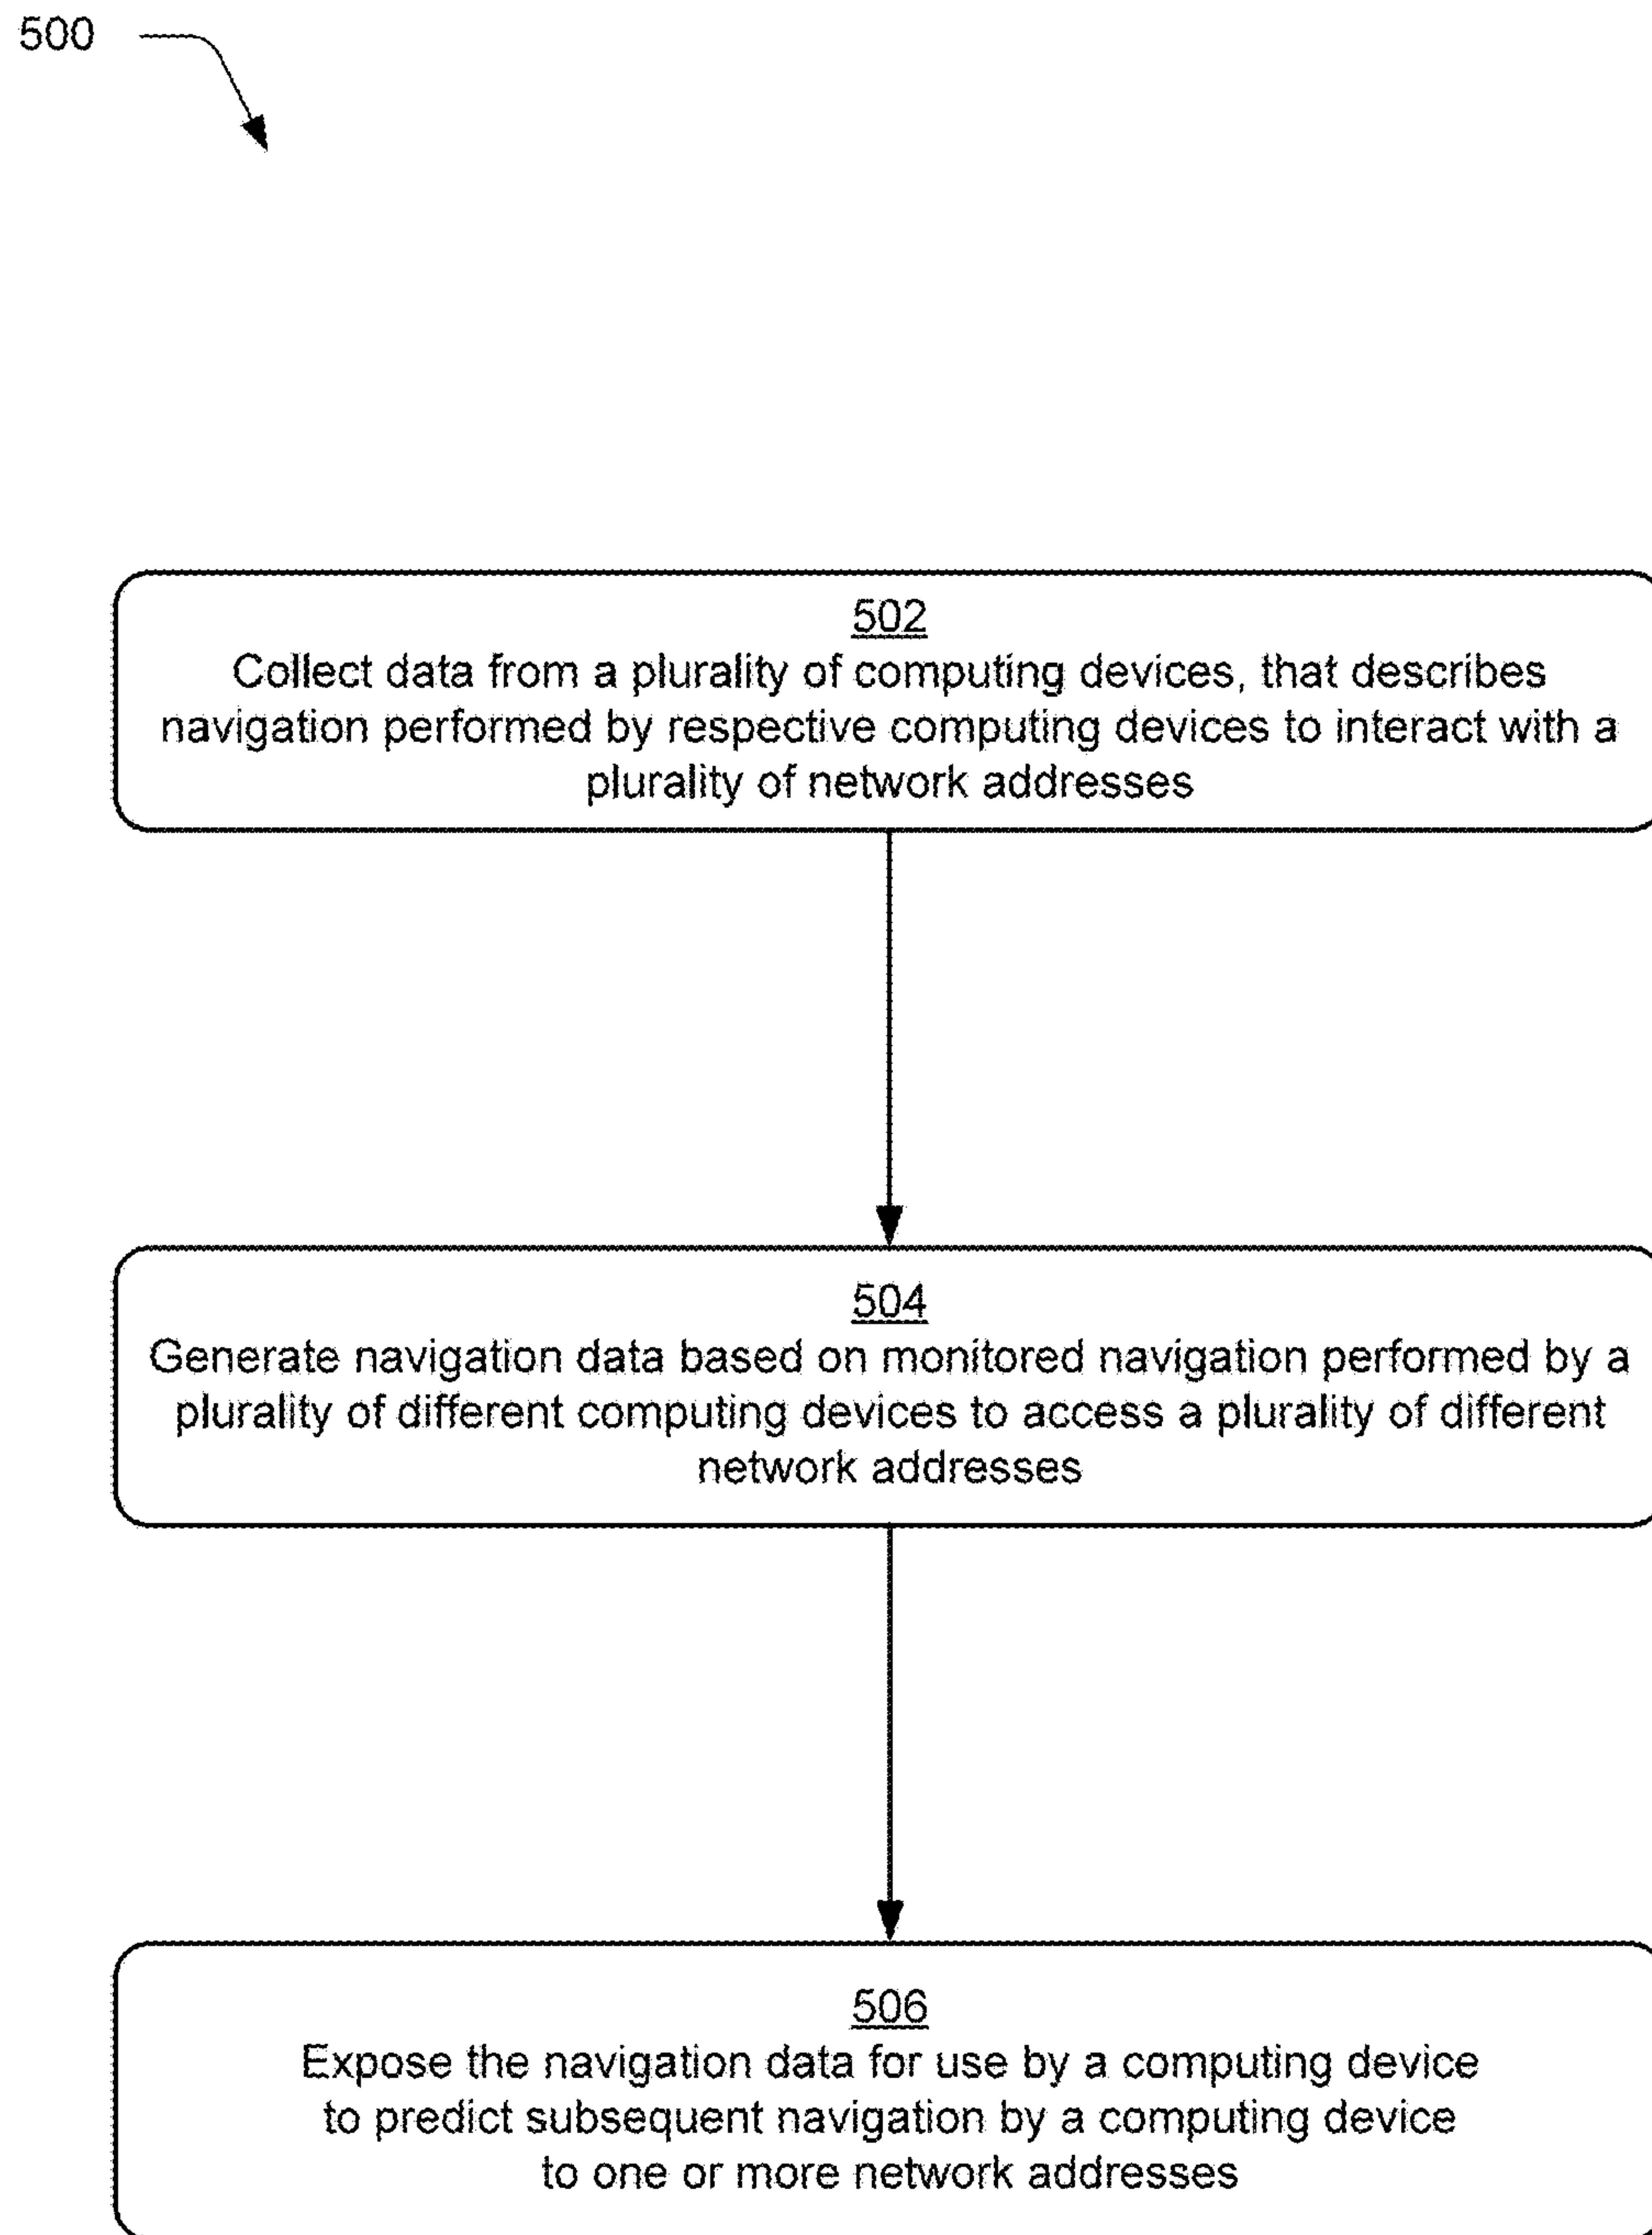 500
502
Collect data from a plurality of computing devices, that describes
navigation performed by respective computing devices to interact with a
plurality of network addresses
504
Generate navigation data based on monitored navigation performed by a
plurality of different computing devices to access a plurality of different
network addresses
506
Expose the navigation data for use by a computing device
to predict subsequent navigation by a computing device
to one or more network addresses